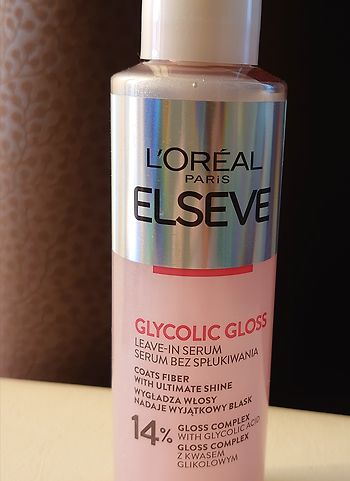 L'ORÉAL
PARIS
ELSEVE
GLYCOLIC GLOSS
LEAVE-IN SERUM
SERUM BEZ SPŁUKIWANIA
COATS FIBER
WITH ULTIMATE SHINE
WYGŁADZA WŁOSY
NADAJE WYJĄTKOWY BLASK
14% GLOSS COMPLEX
WITH GLYCOLIC ACID
GLOSS COMPLEX
Z KWASEM
GLIKOLOWYM